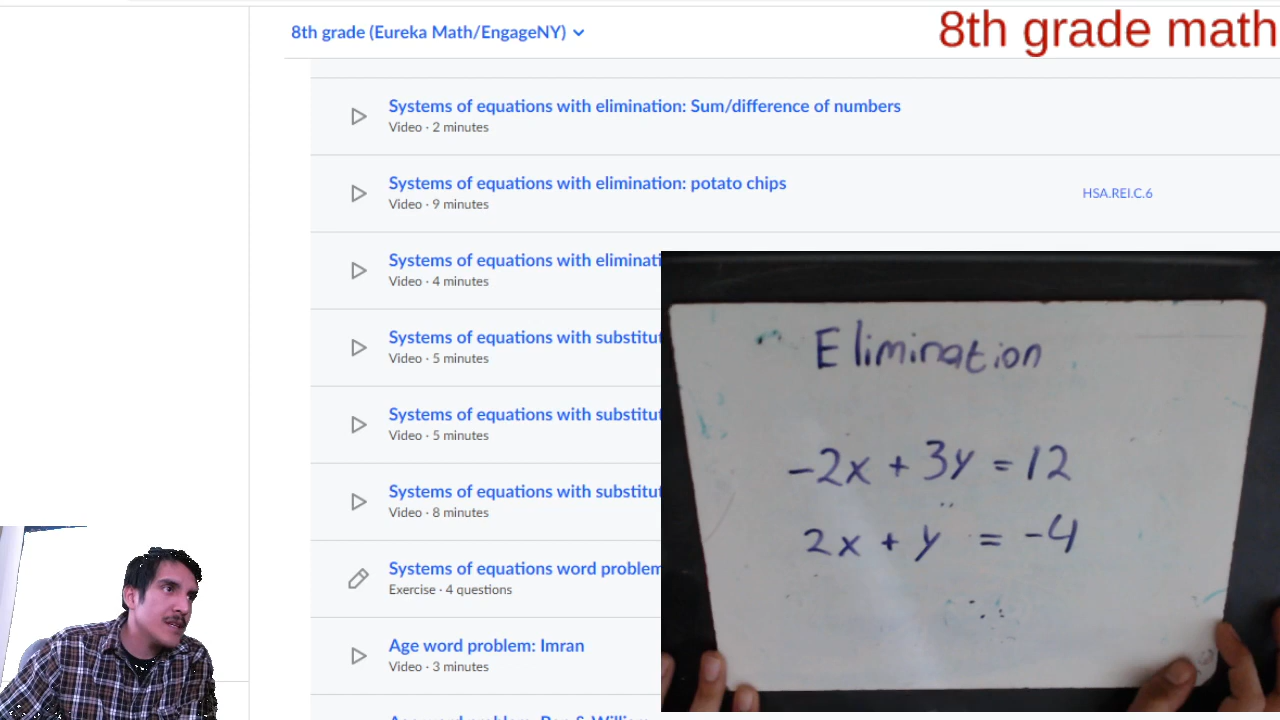 8th grade (Eureka Math/EngageNY)
8th grade math
Systems of equations with elimination: Sum/difference of numbers
Video · 2 minutes
Systems of equations with elimination: potato chips
Video · 9 minutes
HSA.REI.C.6
Systems of equations with eliminati
Video · 4 minutes
Systems of equations with substitut
Video · 5 minutes
Systems of equations with substitut
Video · 5 minutes
Systems of equations with substitut
Video · 8 minutes
Systems of equations word problem
Exercise · 4 questions
Age word problem: Imran
Video · 3 minutes
Elimination
-2x + 3y = 12
2x + y = -4